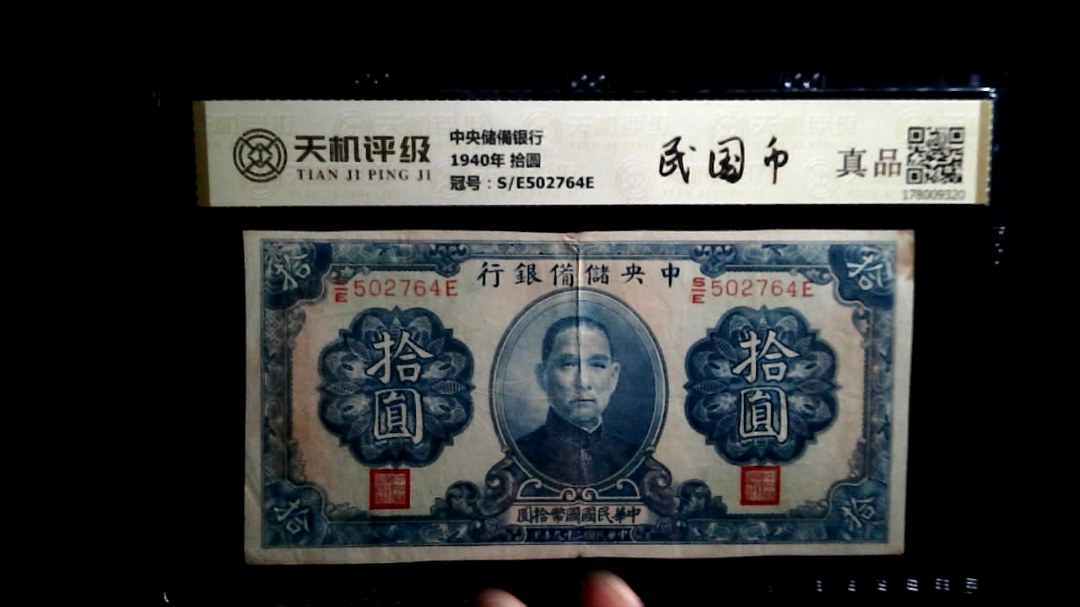 天机评级
TIAN JI PING JI
中央储備银行
1940年 拾圆
冠号：S/E502764E
民国币
真品
178009320
拾
拾
行銀備儲央中
S/E 502764E
S/E 502764E
拾圓
拾圓
圓拾幣國國民華中
拾
拾